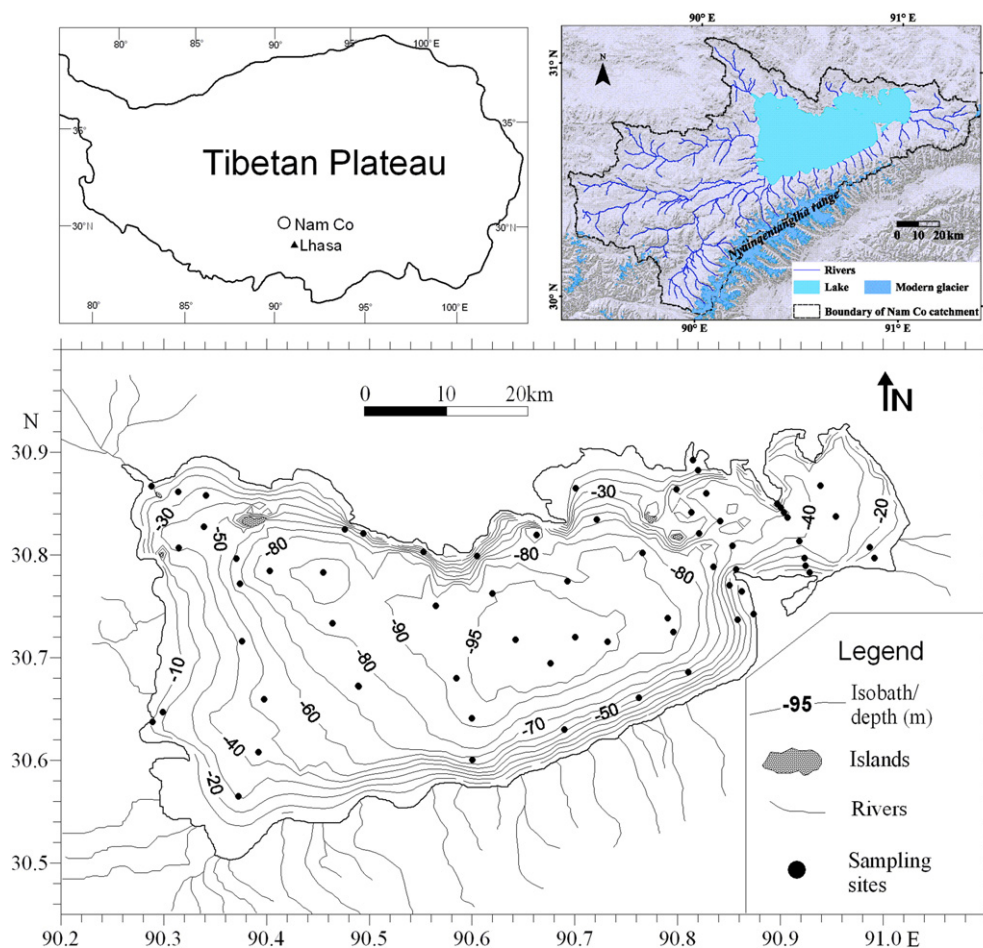 80° 85° 90° 95° 100° E
35° 35°
Tibetan Plateau
30°N 30°N
Nam Co
Lhasa
80° 85° 90° 95° 100° E
90° E 91° E
31° N
N
Nyainqentanglha range
0 10 20km
Rivers
Lake Modern glacier
Boundary of Nam Co catchment
30° N
90° E 91° E
0 10 20km
N
N
30.9
30.8
30.7
30.6
30.5
-30 -50 -80 -30 -40 -20
-80 -80
-90 -95
-10 -80
-60 -70 -50
-40
-20
Legend
-95 Isobath/
depth (m)
Islands
Rivers
Sampling
sites
90.2 90.3 90.4 90.5 90.6 90.7 90.8 90.9 91.0 E